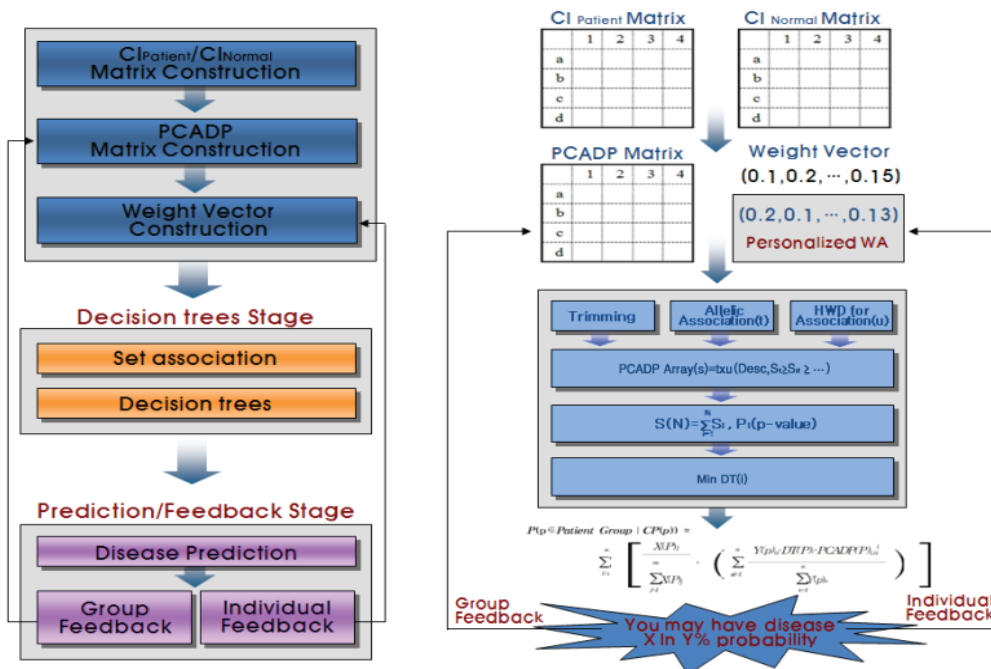 CIPatient/CINormal
Matrix Construction
PCADP
Matrix Construction
Weight Vector
Construction
Decision trees Stage
Set association
Decision trees
Prediction/Feedback Stage
Disease Prediction
Group
Feedback
Individual
Feedback
CI Patient Matrix
1 2 3 4
a
b
c
d
CI Normal Matrix
1 2 3 4
a
b
c
d
PCADP Matrix
1 2 3 4
a
b
c
d
Weight Vector
(0.1,0.2, ⋯,0.15)
(0.2,0.1, ⋯,0.13)
Personalized WA
Trimming
Allelic
Association(t)
HWD for
Association(u)
PCADP Array(s)=txu(Desc,
S(N)=∑Si , P1(p-value)
Min DT(i)
P(p∈Patient Group | CP(p)) =
Group
Feedback
Individual
Feedback
You may have disease
X In Y% probability